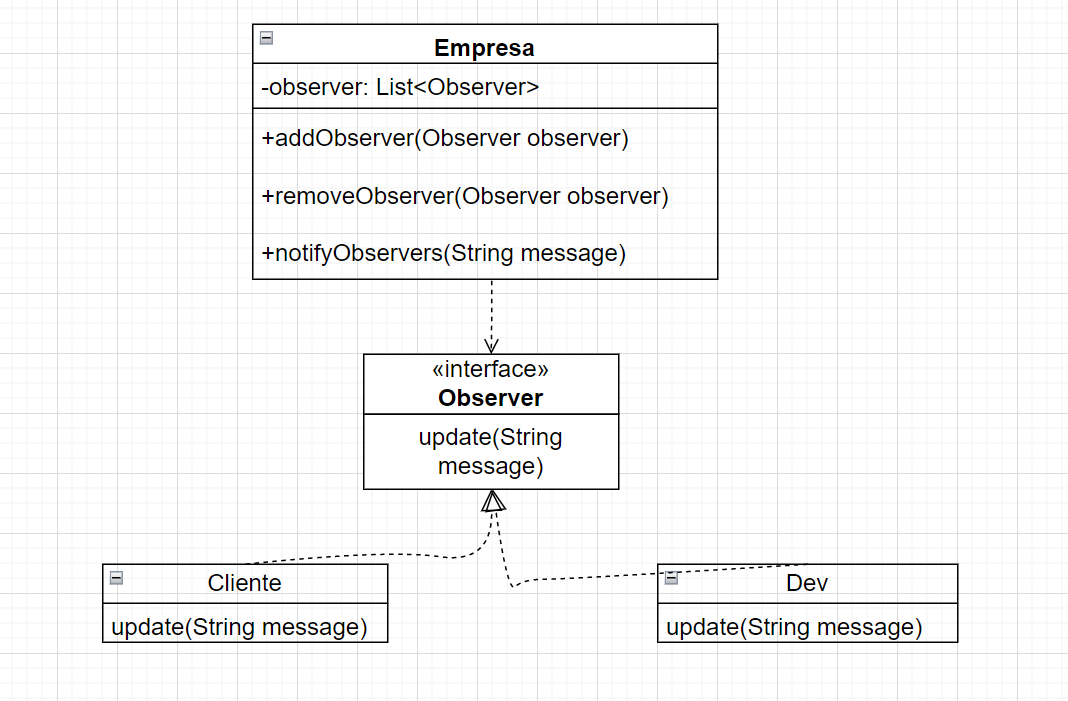 Empresa
-observer: List<Observer>
+addObserver(Observer observer)
+removeObserver(Observer observer)
+notifyObservers(String message)
«interface»
Observer
update(String
message)
Cliente
update(String message)
Dev
update(String message)